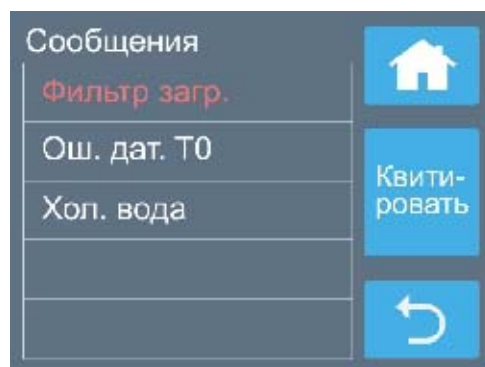 Сообщения
Фильтр загр.
Ош. дат. T0
Хол. вода
Квити-
ровать